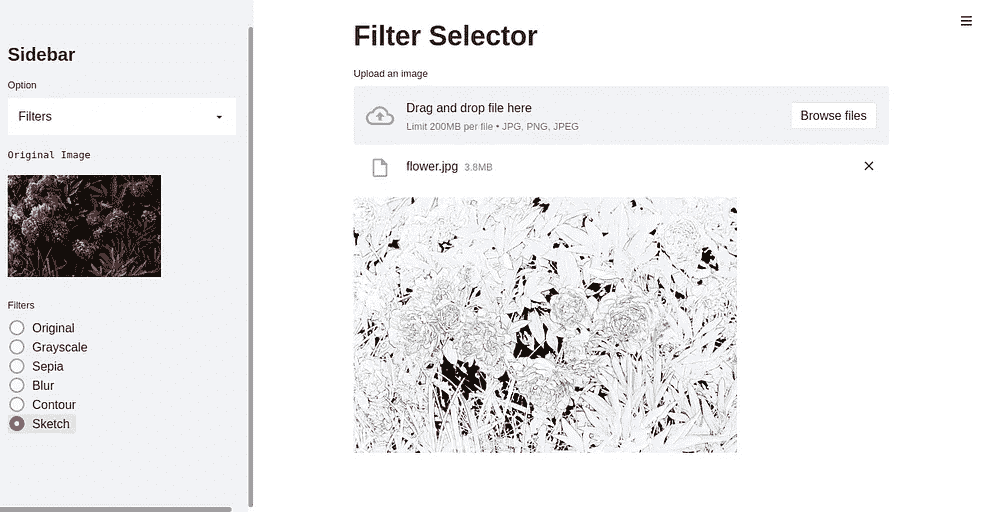 Sidebar
Option
Filters
Original Image
Filters
Original
Grayscale
Sepia
Blur
Contour
Sketch
Filter Selector
Upload an image
Drag and drop file here
Limit 200MB per file • JPG, PNG, JPEG
Browse files
flower.jpg 3.8MB